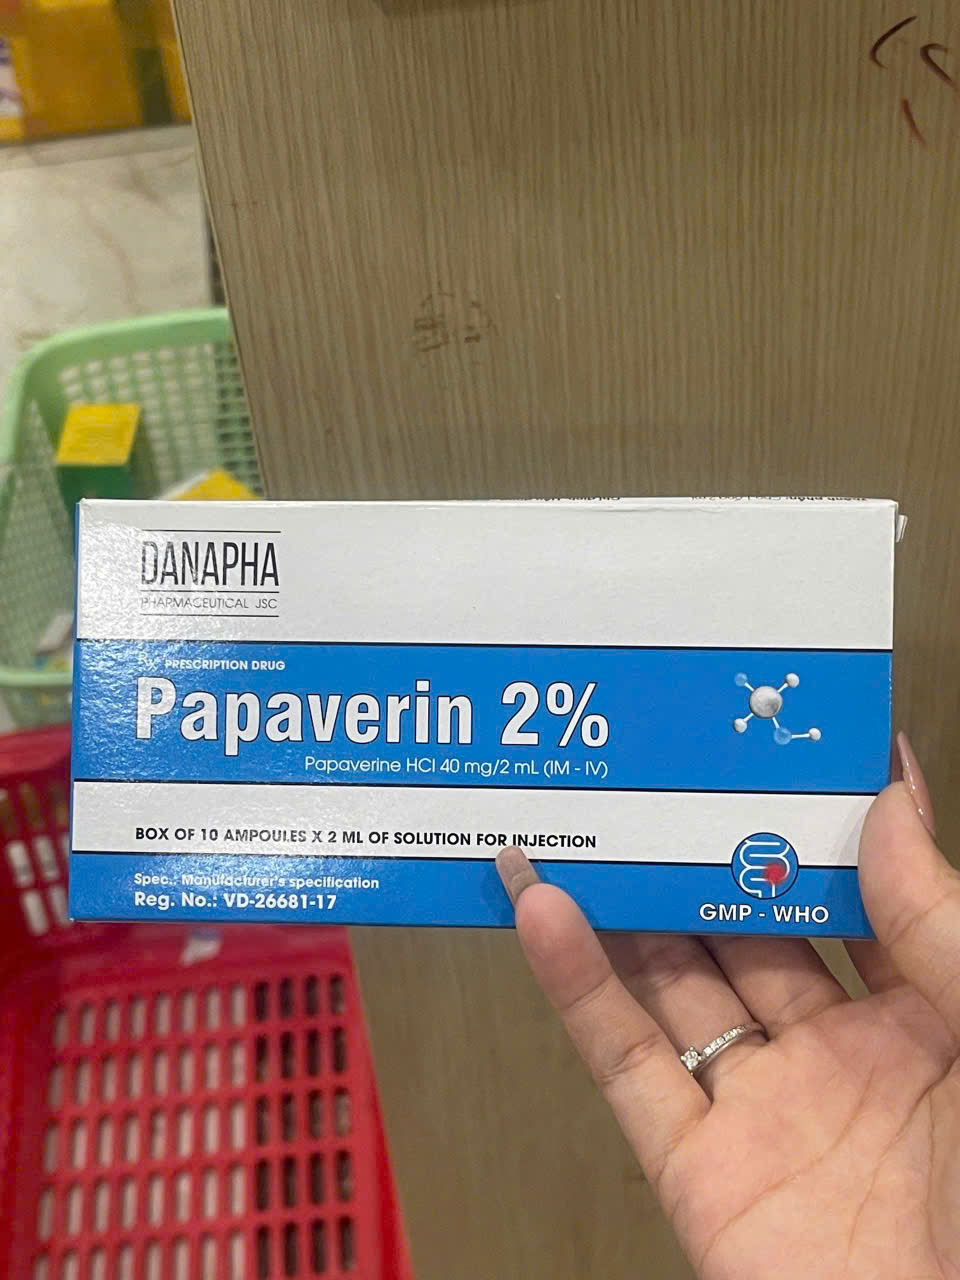 DANAPHA
PHARMACEUTICAL JSC
Rx PRESCRIPTION DRUG
Papaverin 2%
Papaverine HCl 40 mg/2 mL (IM - IV)
BOX OF 10 AMPOULES X 2 ML OF SOLUTION FOR INJECTION
Spec.: Manufacturer's specification
Reg. No.: VD-26681-17
GMP - WHO